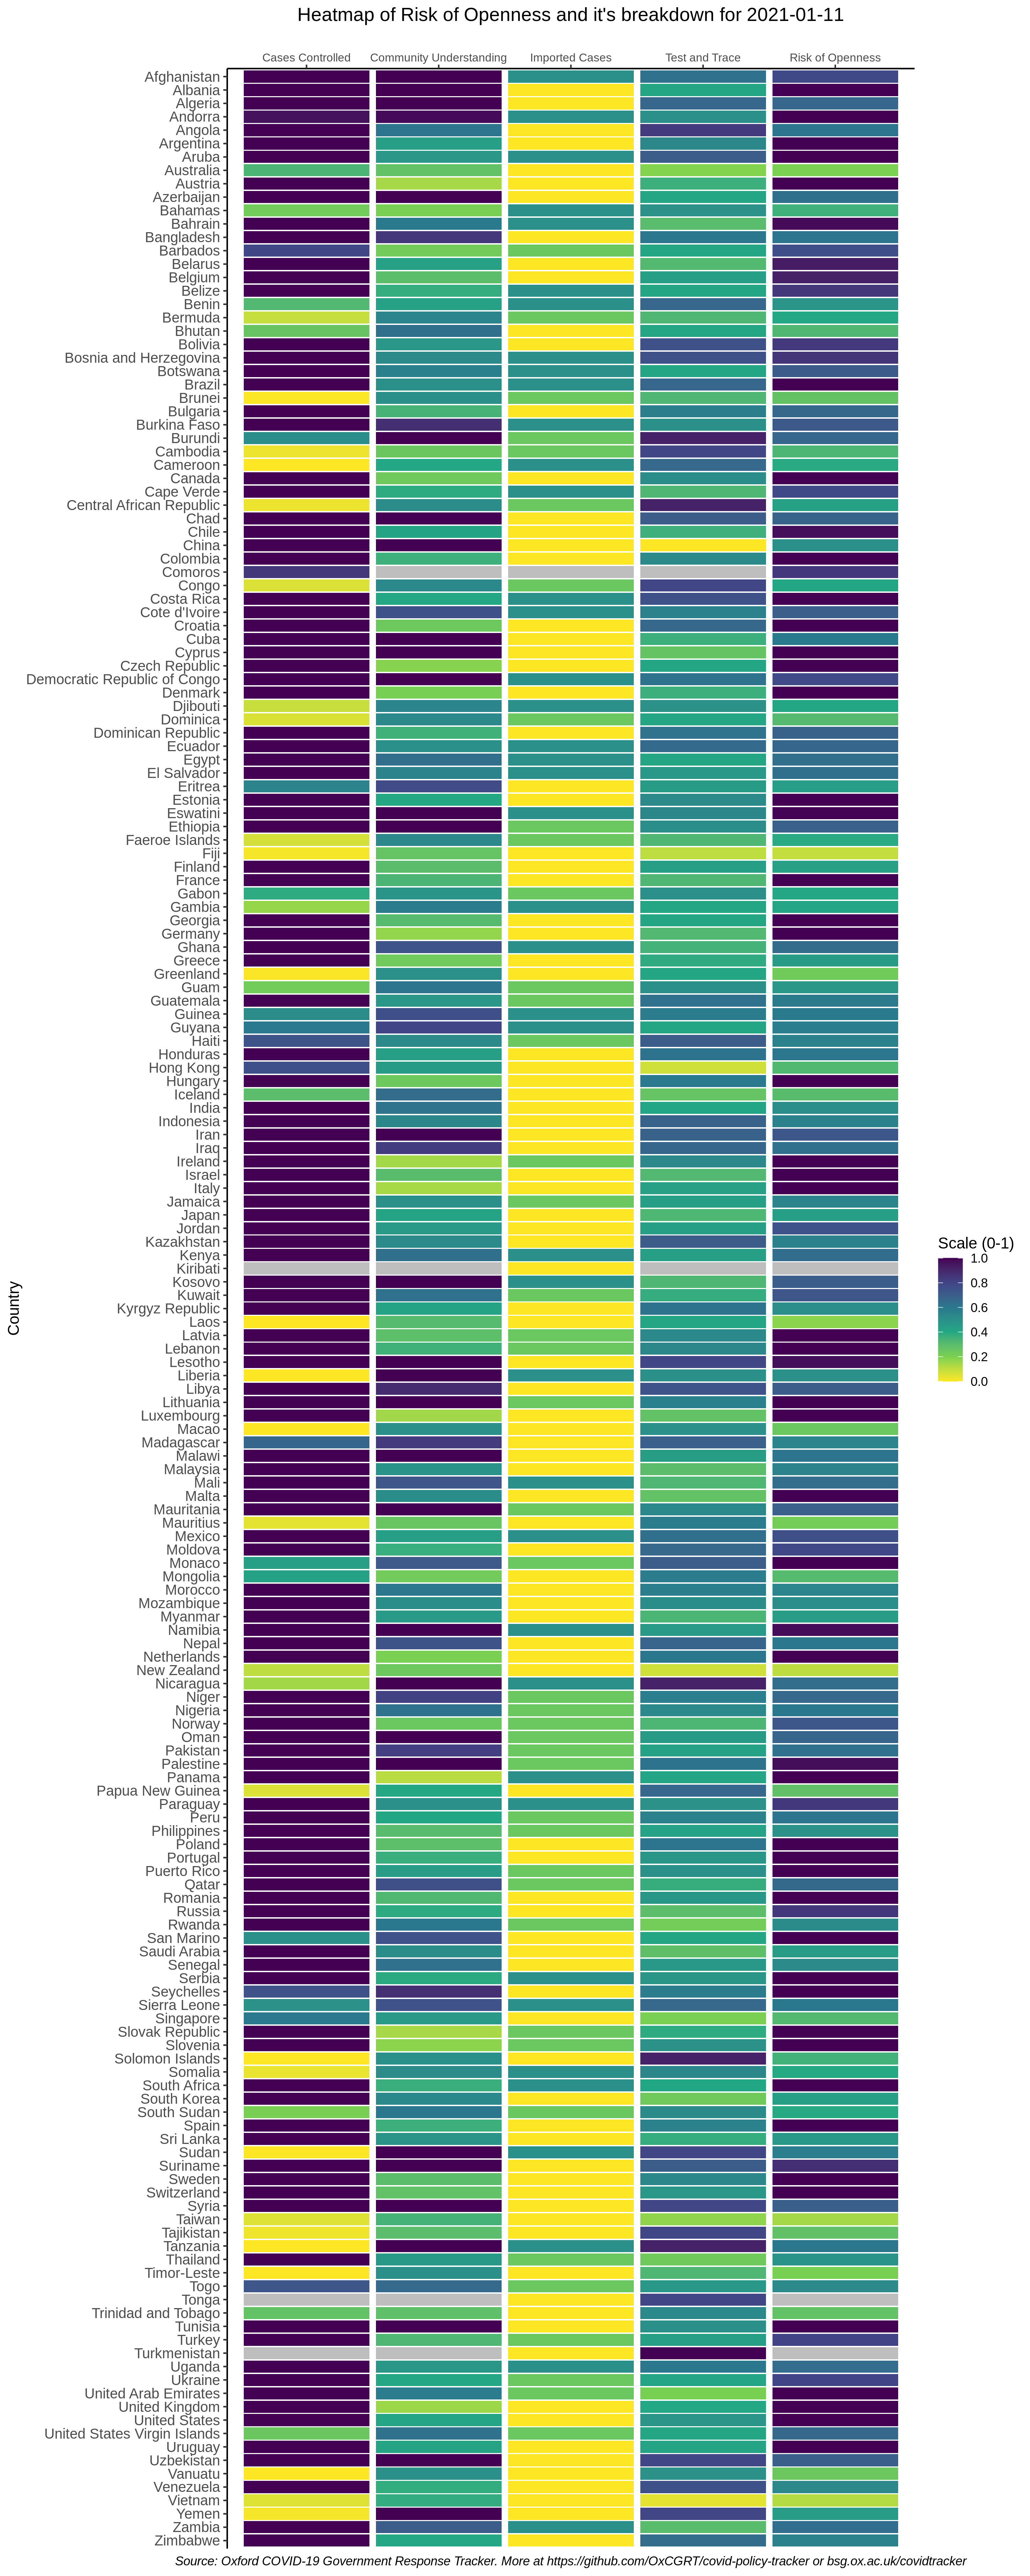 Heatmap of Risk of Openness and it's breakdown for 2021-01-11
Cases Controlled Community Understanding Imported Cases Test and Trace Risk of Openness
Afghanistan
Albania
Algeria
Andorra
Angola
Argentina
Aruba
Australia
Austria
Azerbaijan
Bahamas
Bahrain
Bangladesh
Barbados
Belarus
Belgium
Belize
Benin
Bermuda
Bhutan
Bolivia
Bosnia and Herzegovina
Botswana
Brazil
Brunei
Bulgaria
Burkina Faso
Burundi
Cambodia
Cameroon
Canada
Cape Verde
Central African Republic
Chad
Chile
China
Colombia
Comoros
Congo
Costa Rica
Cote d'Ivoire
Croatia
Cuba
Cyprus
Czech Republic
Democratic Republic of Congo
Denmark
Djibouti
Dominica
Dominican Republic
Ecuador
Egypt
El Salvador
Eritrea
Estonia
Eswatini
Ethiopia
Faeroe Islands
Fiji
Finland
France
Gabon
Gambia
Georgia
Germany
Ghana
Greece
Greenland
Guam
Guatemala
Guinea
Guyana
Haiti
Honduras
Hong Kong
Hungary
Iceland
India
Indonesia
Iran
Iraq
Ireland
Israel
Italy
Jamaica
Japan
Jordan
Kazakhstan
Kenya
Kiribati
Kosovo
Kuwait
Kyrgyz Republic
Laos
Latvia
Lebanon
Lesotho
Liberia
Libya
Lithuania
Luxembourg
Macao
Madagascar
Malawi
Malaysia
Mali
Malta
Mauritania
Mauritius
Mexico
Moldova
Monaco
Mongolia
Morocco
Mozambique
Myanmar
Namibia
Nepal
Netherlands
New Zealand
Nicaragua
Niger
Nigeria
Norway
Oman
Pakistan
Palestine
Panama
Papua New Guinea
Paraguay
Peru
Philippines
Poland
Portugal
Puerto Rico
Qatar
Romania
Russia
Rwanda
San Marino
Saudi Arabia
Senegal
Serbia
Seychelles
Sierra Leone
Singapore
Slovak Republic
Slovenia
Solomon Islands
Somalia
South Africa
South Korea
South Sudan
Spain
Sri Lanka
Sudan
Suriname
Sweden
Switzerland
Syria
Taiwan
Tajikistan
Tanzania
Thailand
Timor-Leste
Togo
Tonga
Trinidad and Tobago
Tunisia
Turkey
Turkmenistan
Uganda
Ukraine
United Arab Emirates
United Kingdom
United States
United States Virgin Islands
Uruguay
Uzbekistan
Vanuatu
Venezuela
Vietnam
Yemen
Zambia
Zimbabwe
Country
Scale (0-1)
1.0
0.8
0.6
0.4
0.2
0.0
Source: Oxford COVID-19 Government Response Tracker. More at https://github.com/OxCGRT/covid-policy-tracker or bsg.ox.ac.uk/covidtracker